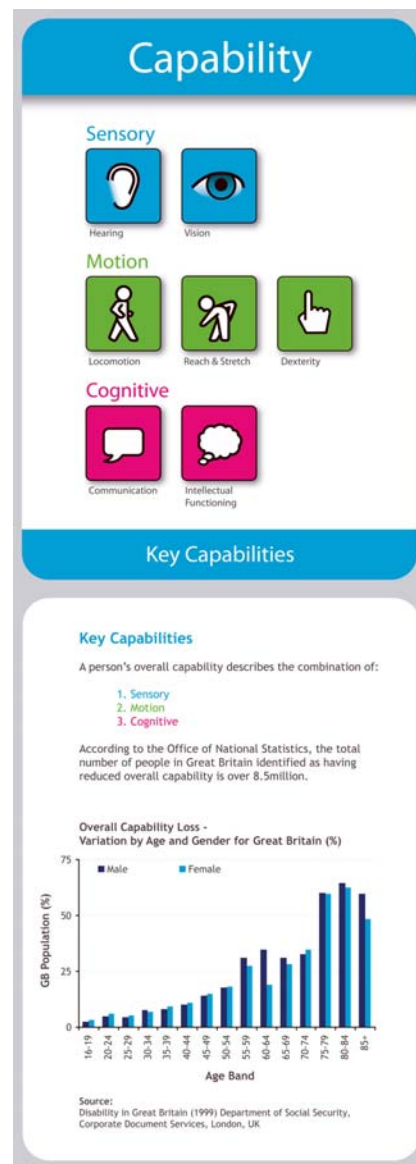 Capability
Sensory
Hearing
Vision
Motion
Locomotion
Reach & Stretch
Dexterity
Cognitive
Communication
Intellectual
Functioning
Key Capabilities
Key Capabilities
A person's overall capability describes the combination of:
1. Sensory
2. Motion
3. Cognitive
According to the Office of National Statistics, the total
number of people in Great Britain identified as having
reduced overall capability is over 8.5million.
Overall Capability Loss -
Variation by Age and Gender for Great Britain (%)
Male
Female
GB Population (%)
75
50
25
0
16-19
20-24
25-29
30-34
35-39
40-44
45-49
50-54
55-59
60-64
65-69
70-74
75-79
80-84
85+
Age Band
Source:
Disability in Great Britain (1999) Department of Social Security,
Corporate Document Services, London, UK